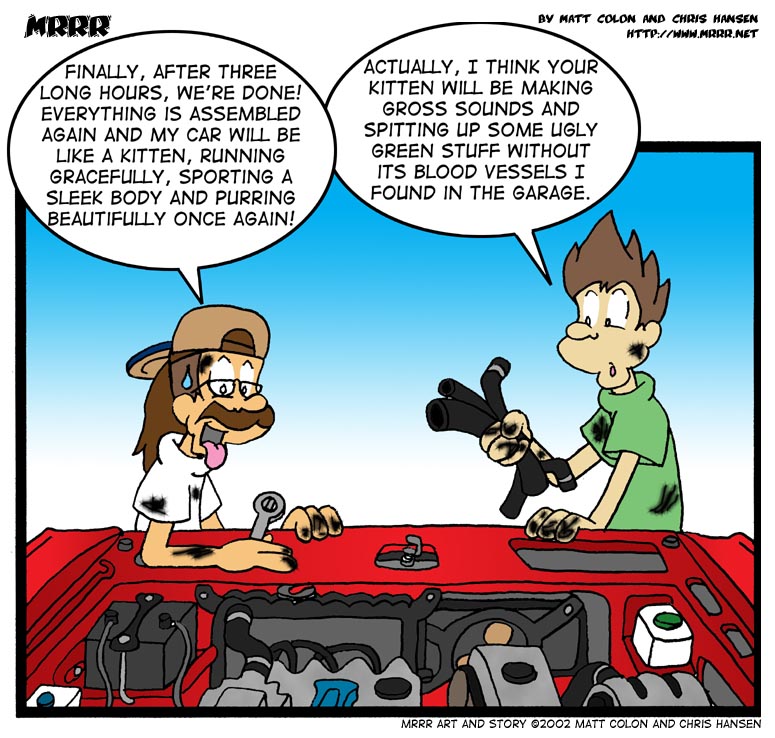 MRRR
BY MATT COLON AND CHRIS HANSEN
HTTP://WWW.MRRR.NET
FINALLY, AFTER THREE
LONG HOURS, WE'RE DONE!
EVERYTHING IS ASSEMBLED
AGAIN AND MY CAR WILL BE
LIKE A KITTEN, RUNNING
GRACEFULLY, SPORTING A
SLEEK BODY AND PURRING
BEAUTIFULLY ONCE AGAIN!
ACTUALLY, I THINK YOUR
KITTEN WILL BE MAKING
GROSS SOUNDS AND
SPITTING UP SOME UGLY
GREEN STUFF WITHOUT
ITS BLOOD VESSELS I
FOUND IN THE GARAGE.
MRRR ART AND STORY ©2002 MATT COLON AND CHRIS HANSEN